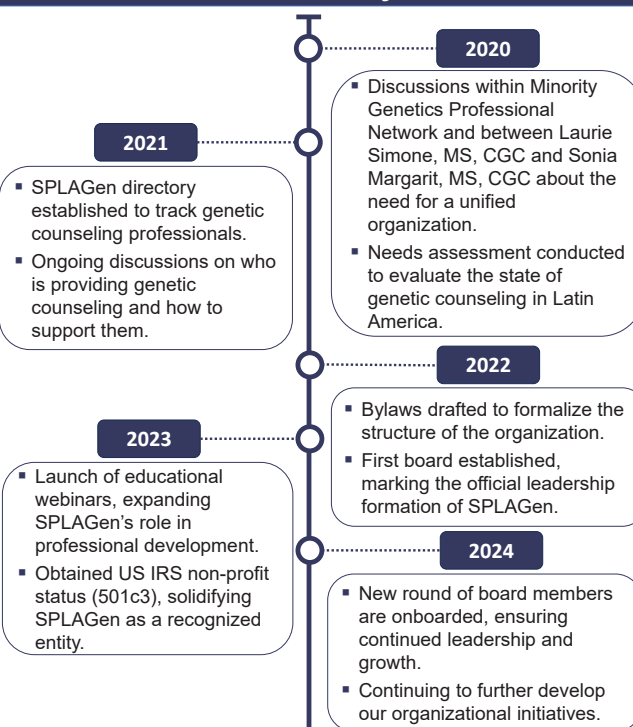 2020
▪ Discussions within Minority
Genetics Professional
Network and between Laurie
Simone, MS, CGC and Sonia
Margarit, MS, CGC about the
need for a unified
organization.
▪ Needs assessment conducted
to evaluate the state of
genetic counseling in Latin
America.
2021
▪ SPLAGen directory
established to track genetic
counseling professionals.
▪ Ongoing discussions on who
is providing genetic
counseling and how to
support them.
2022
▪ Bylaws drafted to formalize the
structure of the organization.
▪ First board established,
marking the official leadership
formation of SPLAGen.
2023
▪ Launch of educational
webinars, expanding
SPLAGen’s role in
professional development.
▪ Obtained US IRS non-profit
status (501c3), solidifying
SPLAGen as a recognized
entity.
2024
▪ New round of board members
are onboarded, ensuring
continued leadership and
growth.
▪ Continuing to further develop
our organizational initiatives.